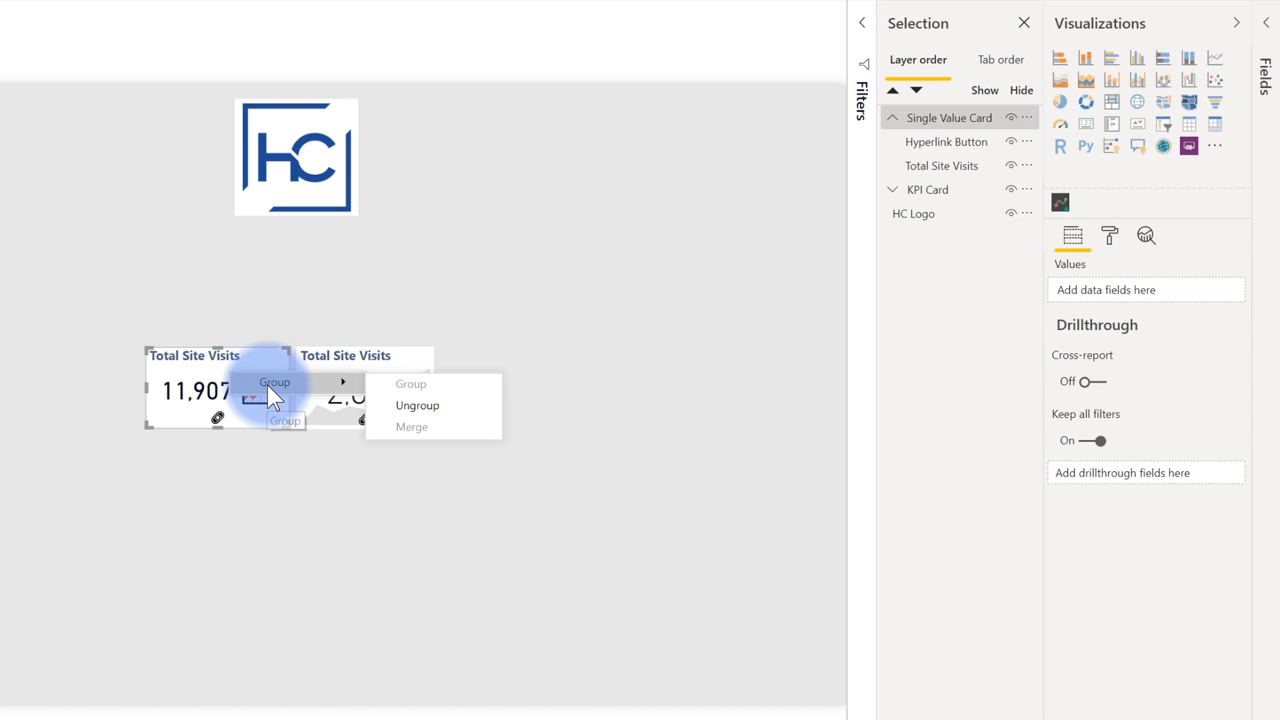 hc
Total Site Visits
11,907
Total Site Visits
Group
Group
Group
Ungroup
Merge
Filters
Selection
Layer order
Tab order
Show
Hide
Single Value Card
Hyperlink Button
Total Site Visits
KPI Card
HC Logo
Visualizations
R
Py
Values
Add data fields here
Drillthrough
Cross-report
Off
Keep all filters
On
Add drillthrough fields here
Fields